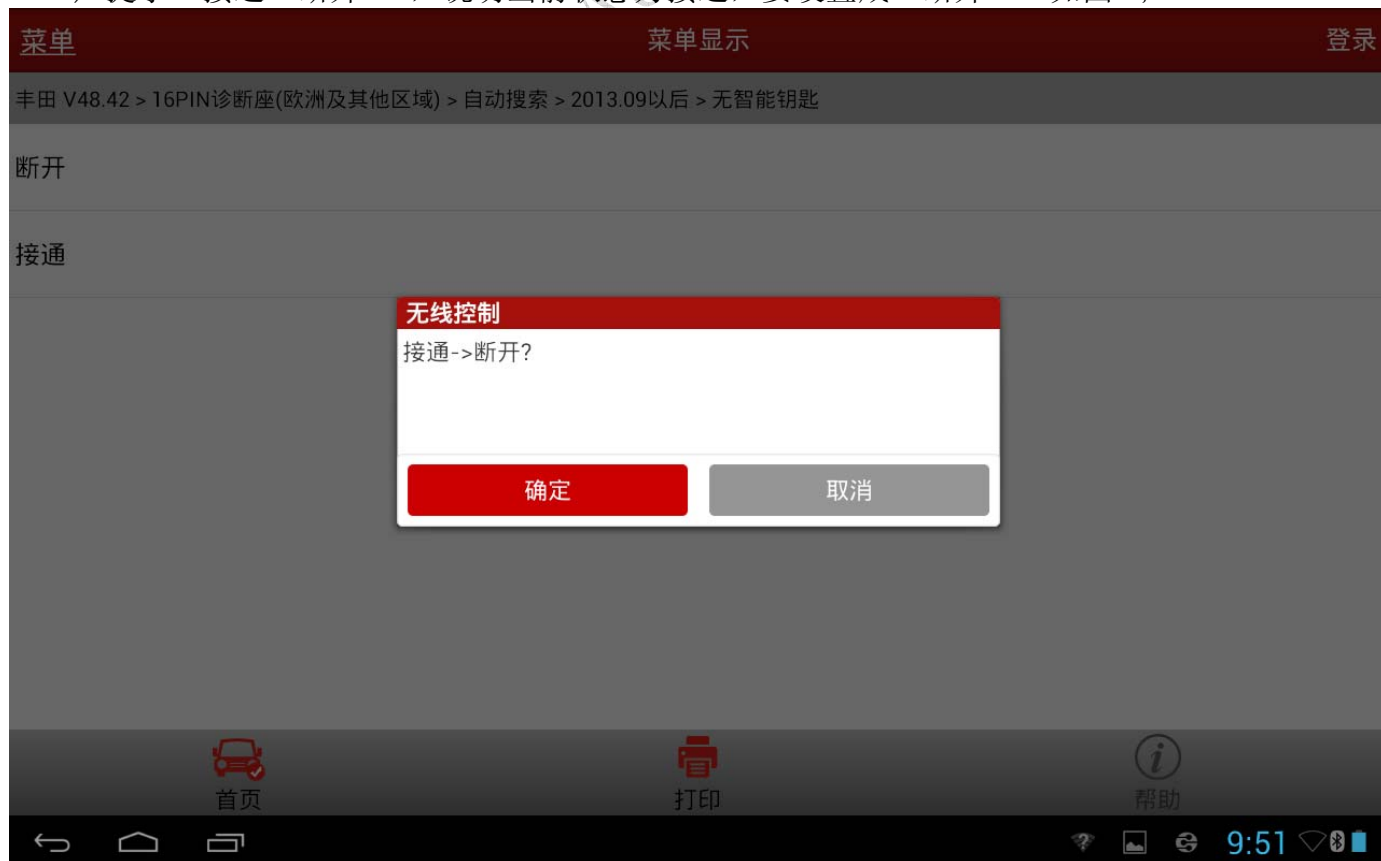 菜单 菜单显示 登录
丰田 V48.42 > 16PIN诊断座(欧洲及其他区域) > 自动搜索 > 2013.09以后 > 无智能钥匙
断开
接通
无线控制
接通->断开?
确定 取消
首页 打印 帮助
9:51